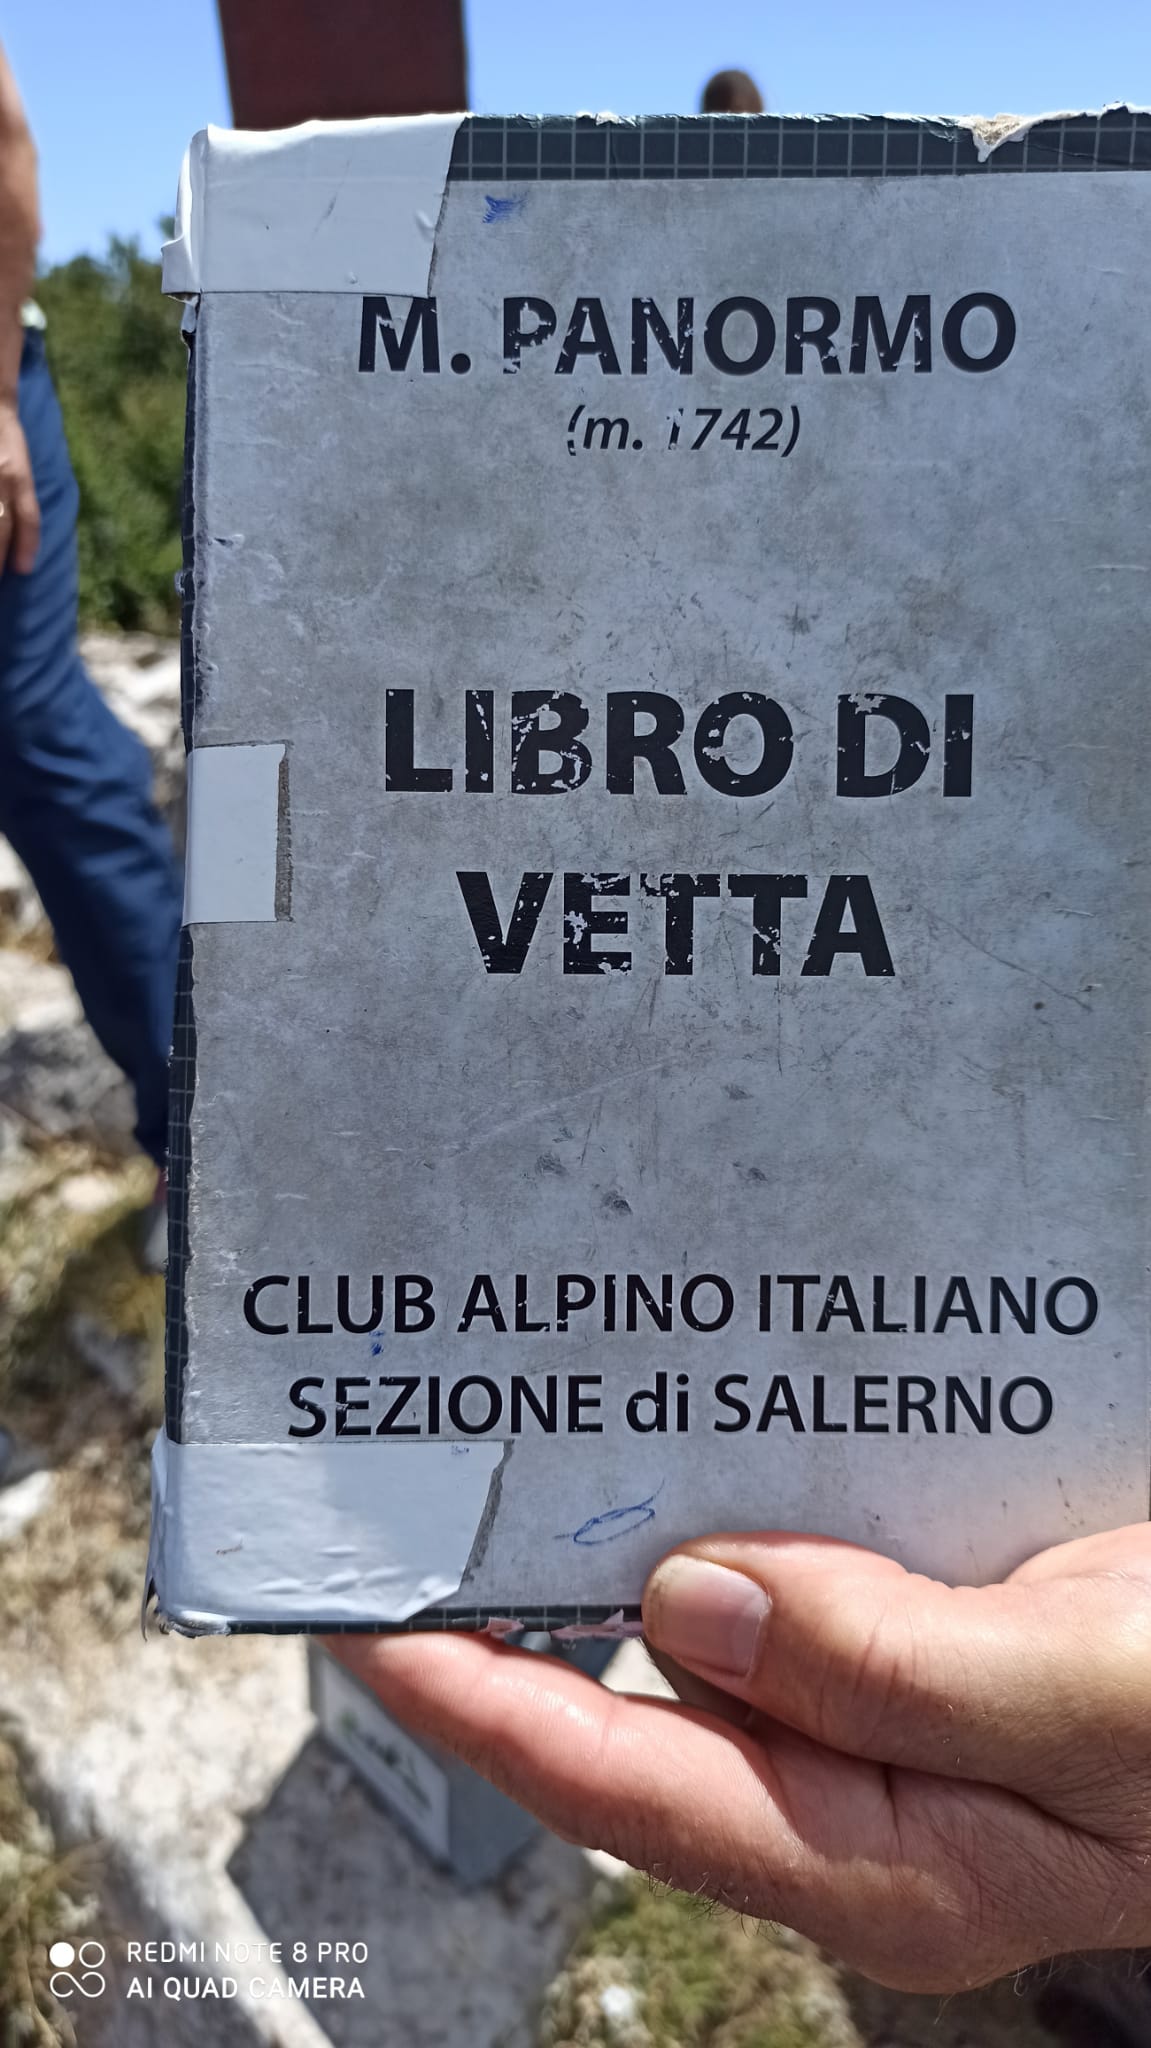 M. PANORMO
(m. 1742)
LIBRO DI
VETTA
CLUB ALPINO ITALIANO
SEZIONE di SALERNO
REDMI NOTE 8 PRO
AI QUAD CAMERA